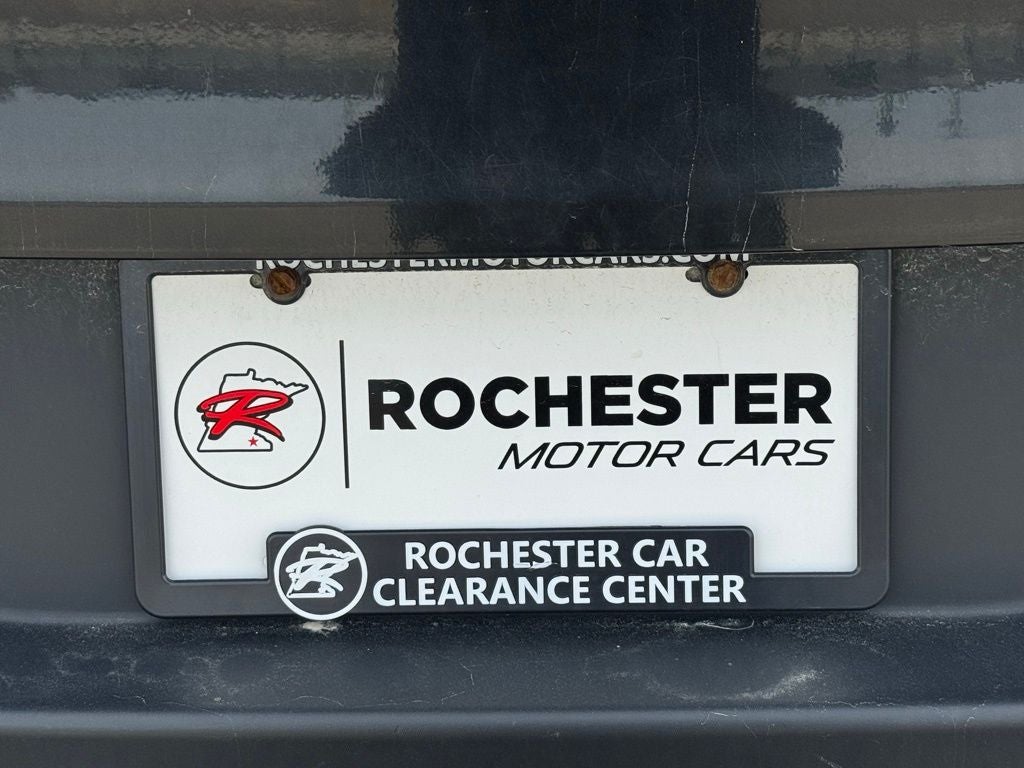 ROCHESTERMOTORCARS.COM
R
ROCHESTER
MOTOR CARS
R
ROCHESTER CAR
CLEARANCE CENTER